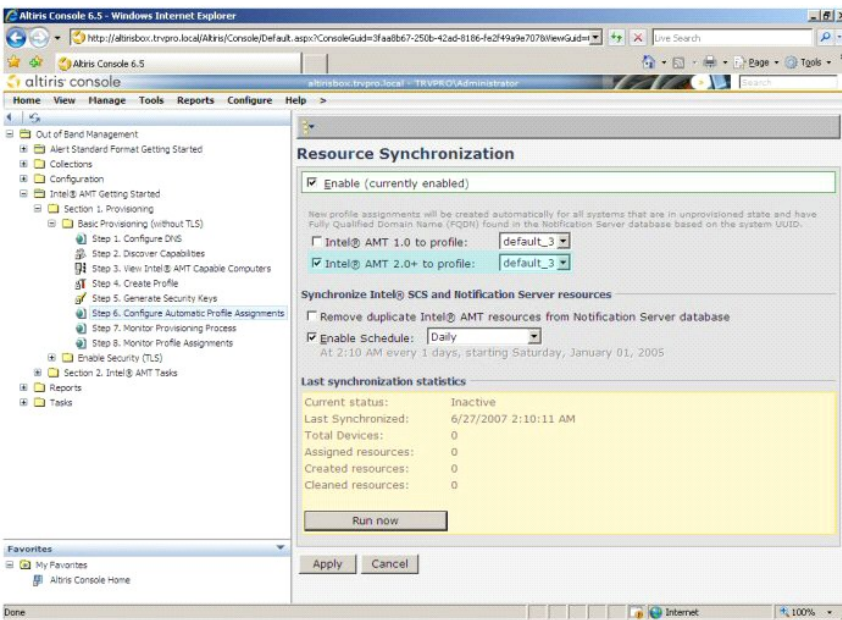 Altiris Console 6.5 - Windows Internet Explorer
http://altirisbox.trvpro.local/Altiris/Console/Default.aspx?ConsoleGuid=3faa8b67-250b-42ad-8186-fe2f49a9e7078&ViewGuid=
Live Search
Altiris Console 6.5
Page
Tools
altiris console
altirisbox.trvpro.local - TRVPRO\Administrator
Search
Home View Manage Tools Reports Configure Help >
Out of Band Management
Alert Standard Format Getting Started
Collections
Configuration
Intel® AMT Getting Started
Section 1. Provisioning
Basic Provisioning (without TLS)
Step 1. Configure DNS
Step 2. Discover Capabilities
Step 3. View Intel® AMT Capable Computers
Step 4. Create Profile
Step 5. Generate Security Keys
Step 6. Configure Automatic Profile Assignments
Step 7. Monitor Provisioning Process
Step 8. Monitor Profile Assignments
Enable Security (TLS)
Section 2. Intel® AMT Tasks
Reports
Tasks
Favorites
My Favorites
Altiris Console Home
Resource Synchronization
Enable (currently enabled)
New profile assignments will be created automatically for all systems that are in unprovisioned state and have
Fully Qualified Domain Name (FQDN) found in the Notification Server database based on the system UUID.
Intel® AMT 1.0 to profile: default_3
Intel® AMT 2.0+ to profile: default_3
Synchronize Intel® SCS and Notification Server resources
Remove duplicate Intel® AMT resources from Notification Server database
Enable Schedule: Daily
At 2:10 AM every 1 days, starting Saturday, January 01, 2005
Last synchronization statistics
Current status: Inactive
Last Synchronized: 6/27/2007 2:10:11 AM
Total Devices: 0
Assigned resources: 0
Created resources: 0
Cleaned resources: 0
Run now
Apply Cancel
Done
Internet
100%